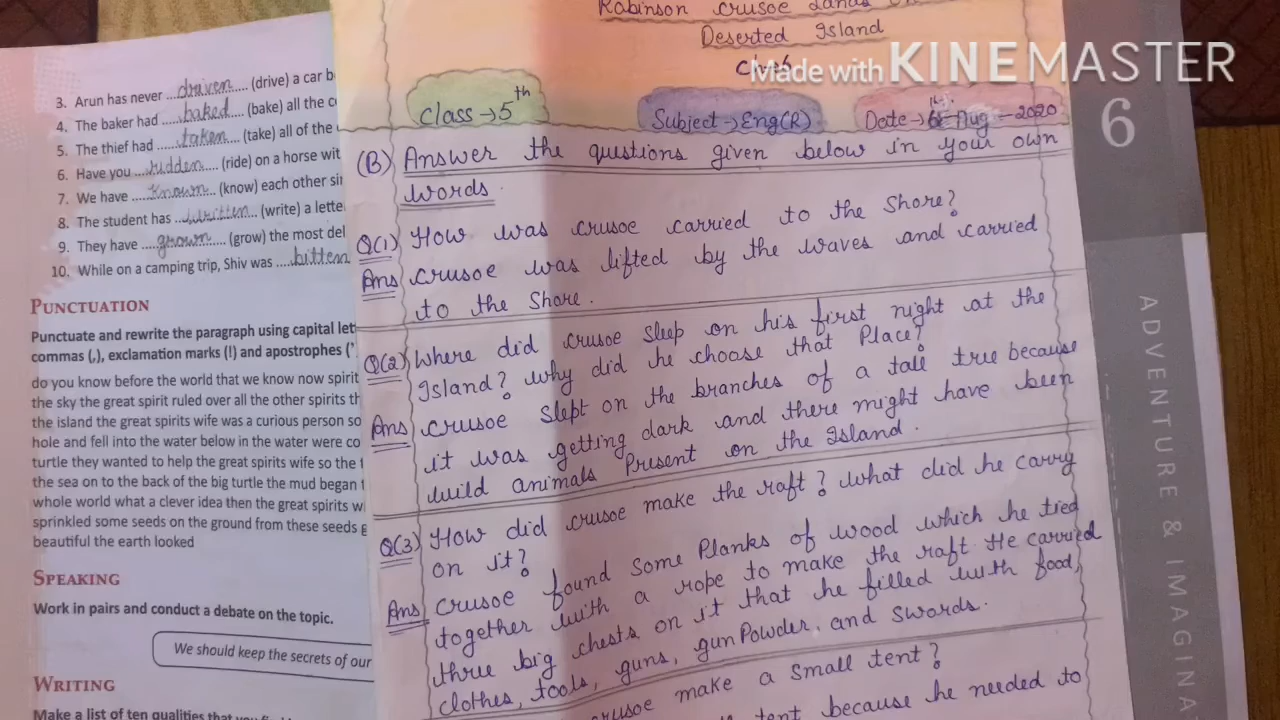 Robinson Crusoe Lands
Deserted Island
Made with KINEMASTER
Class → 5th
Subject → Eng(R)
Date → Aug - 2020
(B) Answer the questions given below in your own
words.
Q(1) How was crusoe carried to the Shore?
Ans crusoe was lifted by the waves and carried
to the Shore.
Q(2) Where did crusoe sleep on his first night at the
Island? Why did he choose that Place?
Ans crusoe slept on the branches of a tall tree because
it was getting dark and there might have been
wild animals Present on the Island.
Q(3) How did crusoe make the raft? What did he carry
on it?
Ans crusoe found some Planks of wood which he tied
together with a rope to make the raft He carried
three big chests on it that he filled with food,
clothes, tools, guns, gunPowder, and swords.
crusoe make a small tent?
tent because he needed to
3. Arun has never driven (drive) a car
4. The baker had baked (bake) all the
5. The thief had taken (take) all of the
6. Have you ridden (ride) on a horse wit
7. We have known (know) each other sin
8. The student has written (write) a lette
9. They have grown (grow) the most del
10. While on a camping trip, Shiv was bitten
PUNCTUATION
Punctuate and rewrite the paragraph using capital let
commas (,), exclamation marks (!) and apostrophes ('
do you know before the world that we know now spirit
the sky the great spirit ruled over all the other spirits th
the island the great spirits wife was a curious person so
hole and fell into the water below in the water were co
turtle they wanted to help the great spirits wife so the
the sea on to the back of the big turtle the mud began
whole world what a clever idea then the great spirits w
sprinkled some seeds on the ground from these seeds g
beautiful the earth looked
SPEAKING
Work in pairs and conduct a debate on the topic.
We should keep the secrets of our
WRITING
Make a list of ten qualities that you
6
ADVENTURE & IMAGINA